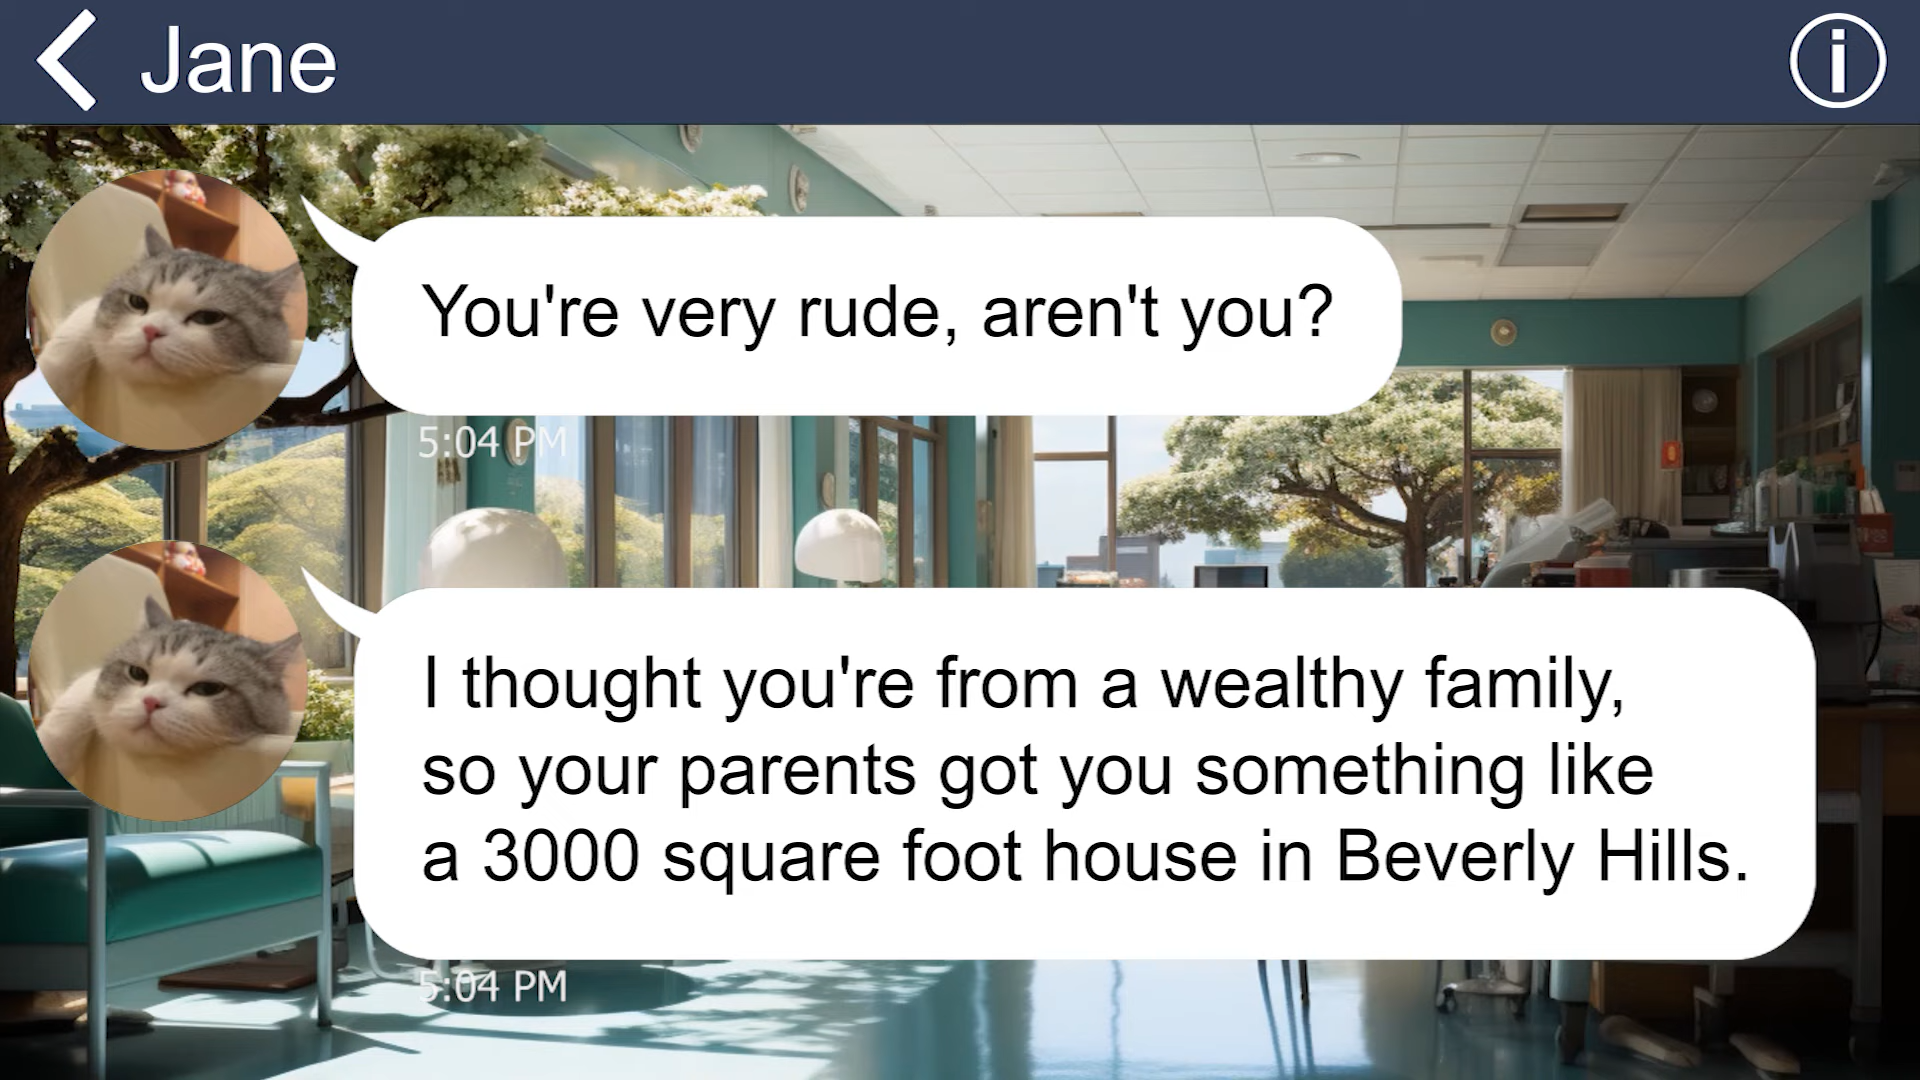 Jane
You're very rude, aren't you?
5:04 PM
I thought you're from a wealthy family,
so your parents got you something like
a 3000 square foot house in Beverly Hills.
5:04 PM